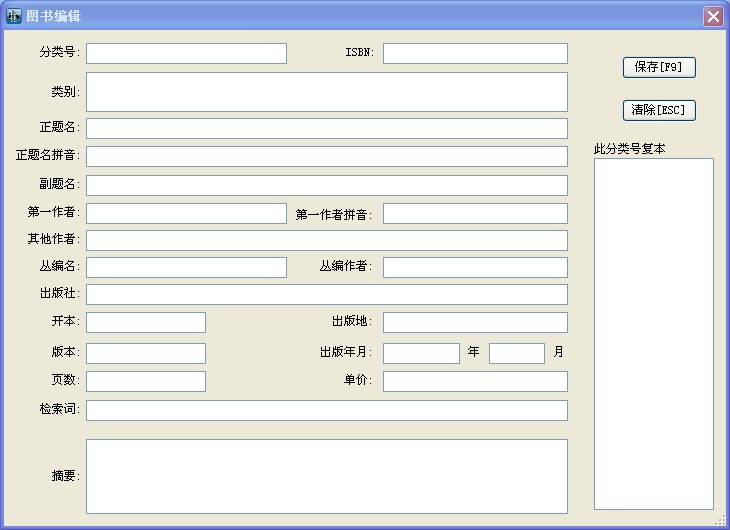 图书编辑
分类号:
ISBN:
保存[F9]
类别:
清除[ESC]
正题名:
此分类号复本
正题名拼音:
副题名:
第一作者:
第一作者拼音:
其他作者:
丛编名:
丛编作者:
出版社:
开本:
出版地:
版本:
出版年月:
年
月
页数:
单价:
检索词:
摘要: